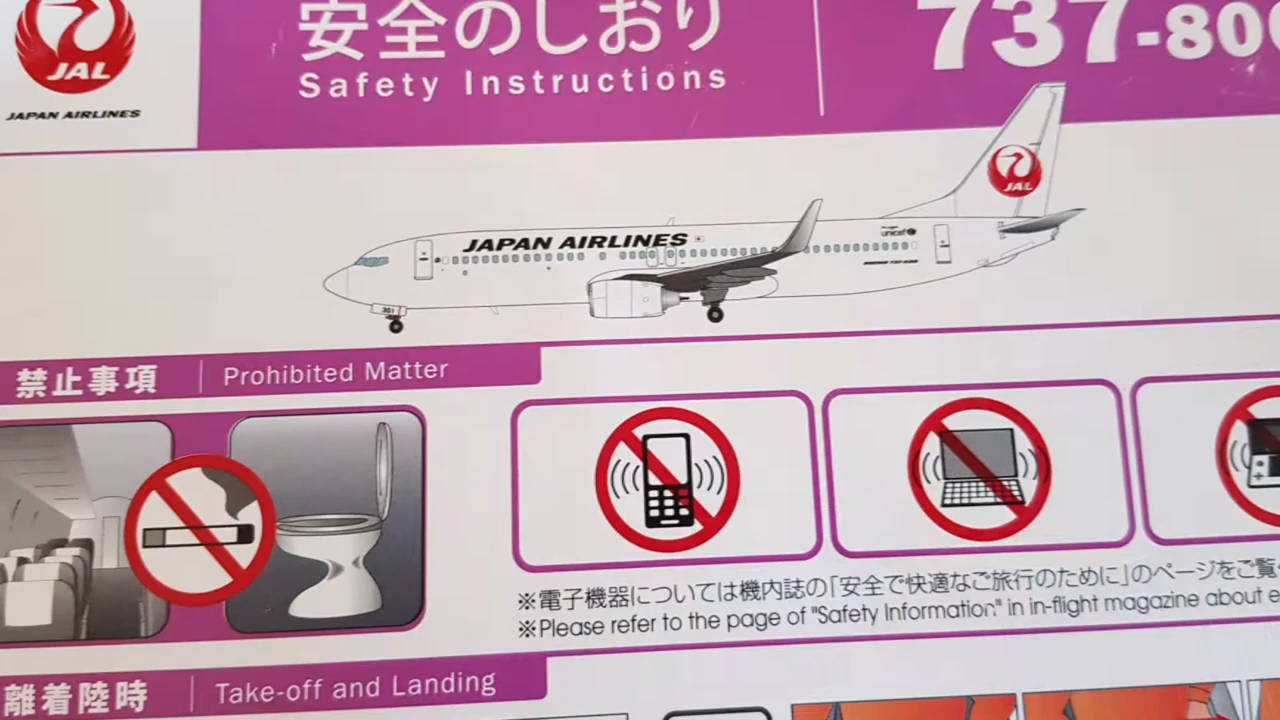 JAL
JAPAN AIRLINES
安全のしおり
Safety Instructions
737-80
JAL
JAPAN AIRLINES
unicef
301
禁止事項
Prohibited Matter
※電子機器については機内誌の「安全で快適なご旅行のために」のページをご覧
※Please refer to the page of "Safety Information" in in-flight magazine about e
離着陸時
Take-off and Landing